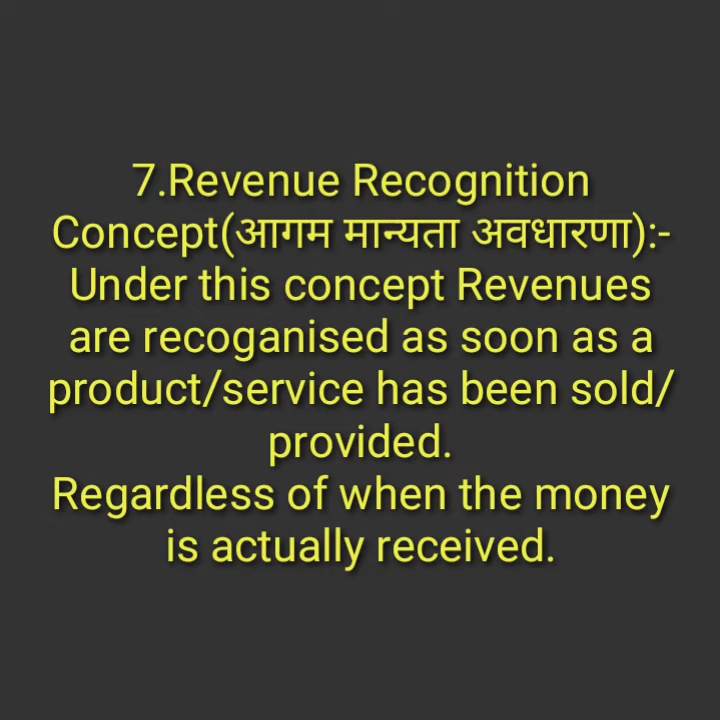 7.Revenue Recognition
Concept(आगम मान्यता अवधारणा):-
Under this concept Revenues
are recoganised as soon as a
product/service has been sold/
provided.
Regardless of when the money
is actually received.